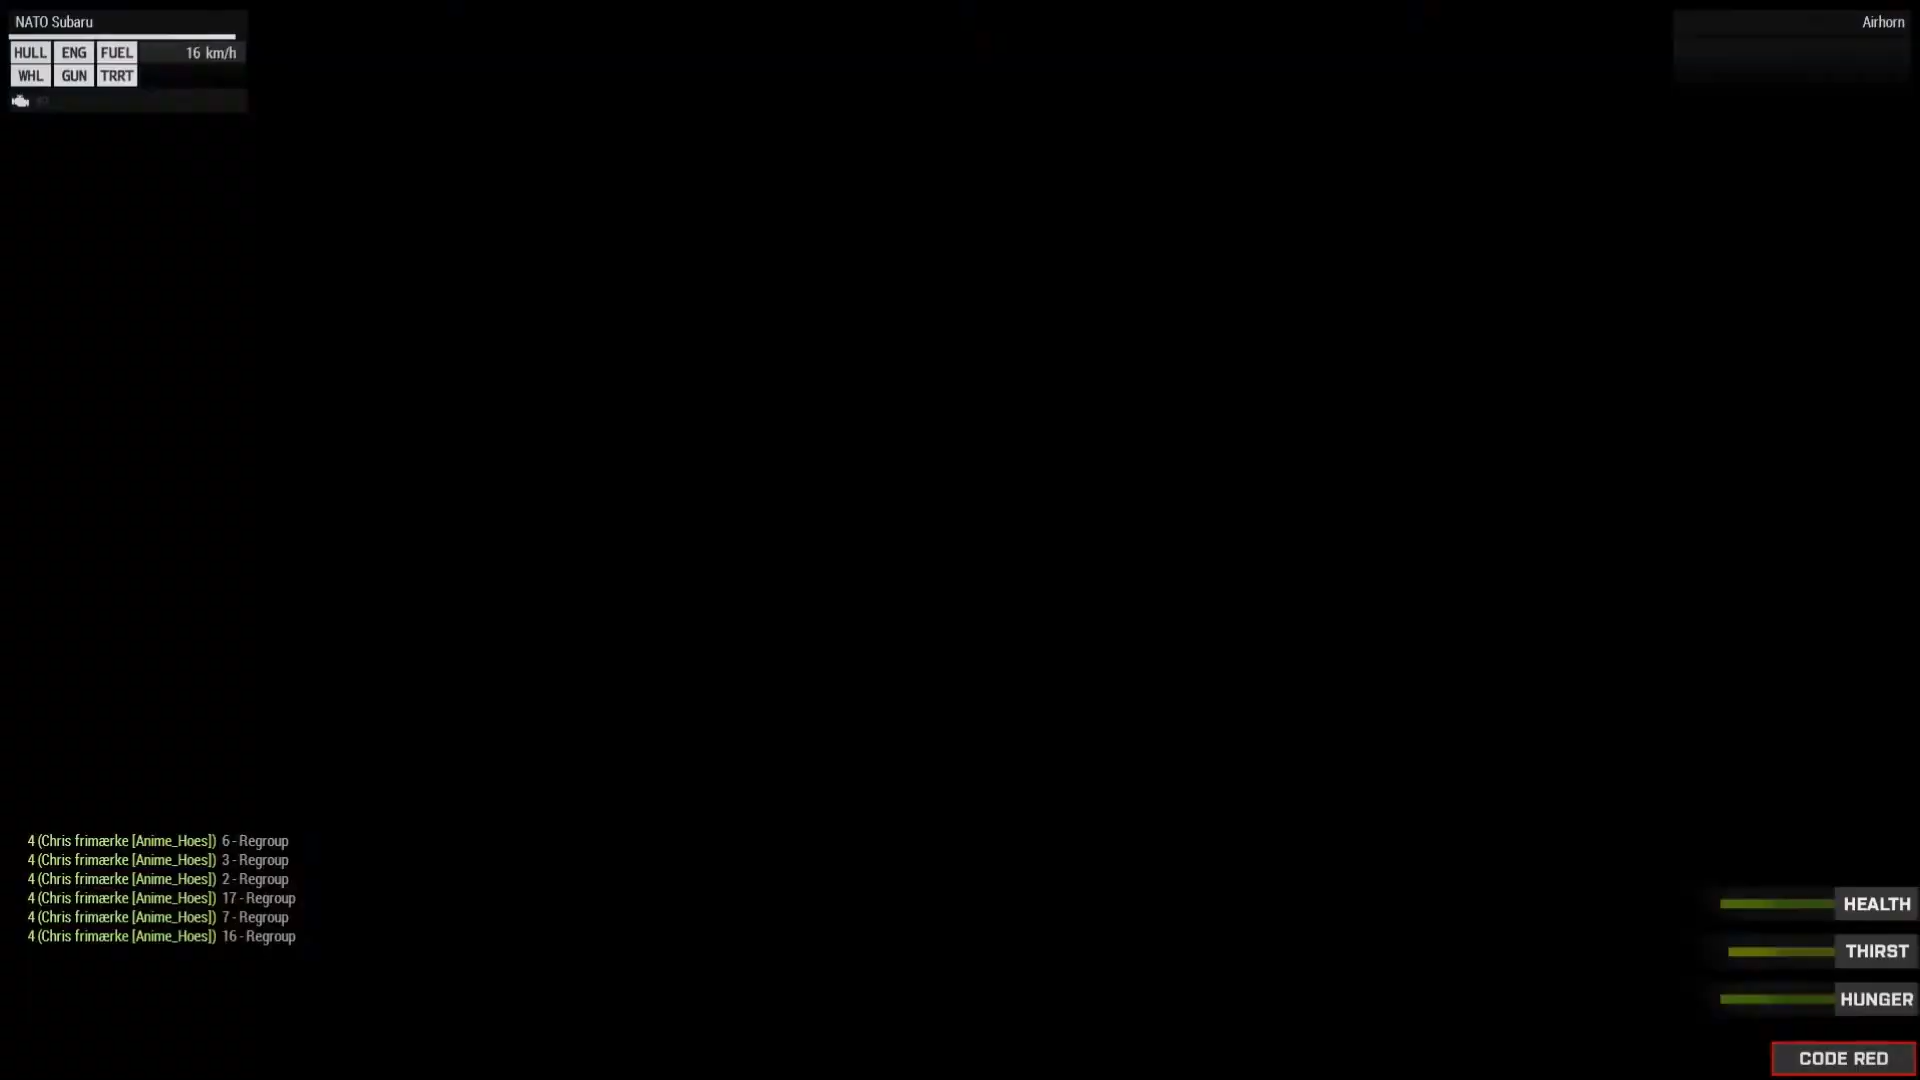 NATO Subaru
HULL ENG FUEL 16 km/h
WHL GUN TRRT
Airhorn
4 (Chris frimærke [Anime_Hoes]) 6 - Regroup
4 (Chris frimærke [Anime_Hoes]) 3 - Regroup
4 (Chris frimærke [Anime_Hoes]) 2 - Regroup
4 (Chris frimærke [Anime_Hoes]) 17 - Regroup
4 (Chris frimærke [Anime_Hoes]) 7 - Regroup
4 (Chris frimærke [Anime_Hoes]) 16 - Regroup
HEALTH
THIRST
HUNGER
CODE RED